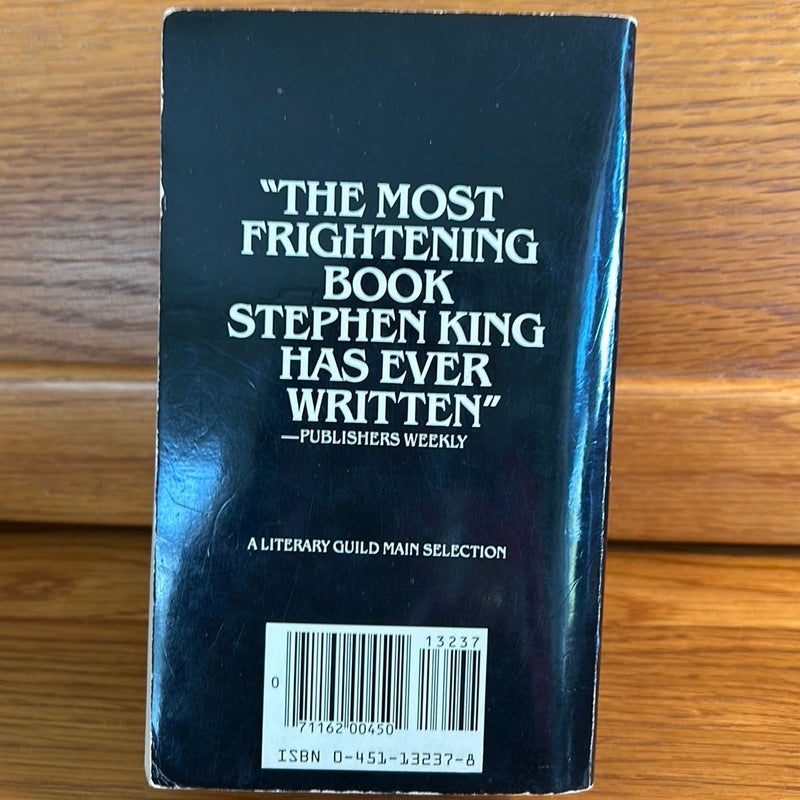 “THE MOST
FRIGHTENING
BOOK
STEPHEN KING
HAS EVER
WRITTEN”
—PUBLISHERS WEEKLY
A LITERARY GUILD MAIN SELECTION
13237
0
71162 00450
ISBN 0-451-13237-8